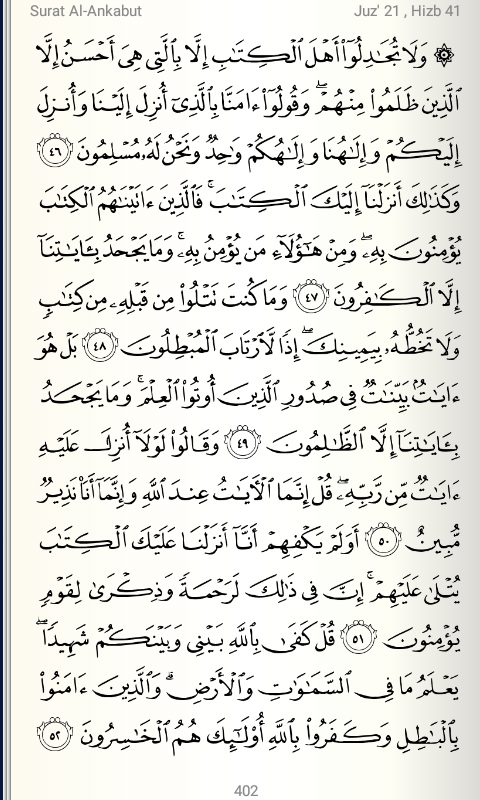 Surat Al-Ankabut
Juz' 21 , Hizb 41
۞ وَلَا تُجَٰدِلُوٓا۟ أَهْلَ ٱلْكِتَٰبِ إِلَّا بِٱلَّتِى هِىَ أَحْسَنُ إِلَّا
ٱلَّذِينَ ظَلَمُوا۟ مِنْهُمْ ۖ وَقُولُوٓا۟ ءَامَنَّا بِٱلَّذِىٓ أُنزِلَ إِلَيْنَا وَأُنزِلَ
إِلَيْكُمْ وَإِلَٰهُنَا وَإِلَٰهُكُمْ وَٰحِدٌ وَنَحْنُ لَهُۥ مُسْلِمُونَ ٤٦
وَكَذَٰلِكَ أَنزَلْنَآ إِلَيْكَ ٱلْكِتَٰبَ ۚ فَٱلَّذِينَ ءَاتَيْنَٰهُمُ ٱلْكِتَٰبَ
يُؤْمِنُونَ بِهِۦ ۖ وَمِنْ هَٰٓؤُلَآءِ مَن يُؤْمِنُ بِهِۦ ۚ وَمَا يَجْحَدُ بِـَٔايَٰتِنَآ
إِلَّا ٱلْكَٰفِرُونَ ٤٧ وَمَا كُنتَ تَتْلُوا۟ مِن قَبْلِهِۦ مِن كِتَٰبٍ
وَلَا تَخُطُّهُۥ بِيَمِينِكَ ۖ إِذًا لَّٱرْتَابَ ٱلْمُبْطِلُونَ ٤٨ بَلْ هُوَ
ءَايَٰتٌۢ بَيِّنَٰتٌ فِى صُدُورِ ٱلَّذِينَ أُوتُوا۟ ٱلْعِلْمَ ۚ وَمَا يَجْحَدُ
بِـَٔايَٰتِنَآ إِلَّا ٱلظَّٰلِمُونَ ٤٩ وَقَالُوا۟ لَوْلَآ أُنزِلَ عَلَيْهِ
ءَايَٰتٌ مِّن رَّبِّهِۦ ۖ قُلْ إِنَّمَا ٱلْءَايَٰتُ عِندَ ٱللَّهِ وَإِنَّمَآ أَنَا۠ نَذِيرٌ
مُّبِينٌ ٥٠ أَوَلَمْ يَكْفِهِمْ أَنَّآ أَنزَلْنَا عَلَيْكَ ٱلْكِتَٰبَ
يُتْلَىٰ عَلَيْهِمْ ۚ إِنَّ فِى ذَٰلِكَ لَرَحْمَةً وَذِكْرَىٰ لِقَوْمٍ
يُؤْمِنُونَ ٥١ قُلْ كَفَىٰ بِٱللَّهِ بَيْنِى وَبَيْنَكُمْ شَهِيدًا ۖ
يَعْلَمُ مَا فِى ٱلسَّمَٰوَٰتِ وَٱلْأَرْضِ ۗ وَٱلَّذِينَ ءَامَنُوا۟
بِٱلْبَٰطِلِ وَكَفَرُوا۟ بِٱللَّهِ أُو۟لَٰٓئِكَ هُمُ ٱلْخَٰسِرُونَ ٥٢
402